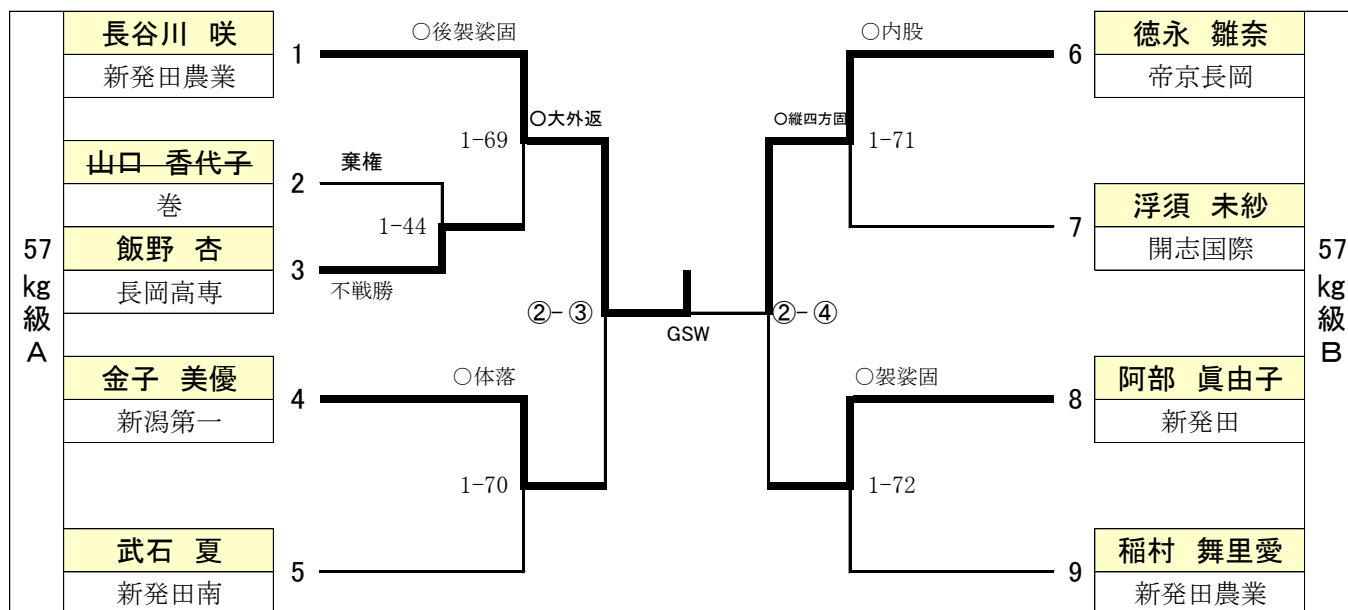 57
kg
級
A
長谷川 咲
新発田農業
1
○後袈裟固
山口 香代子
巻
2
棄権
1-69
○大外返
飯野 杏
長岡高専
3
不戦勝
1-44
②-③
金子 美優
新潟第一
4
○体落
武石 夏
新発田南
5
1-70
GSW
○内股
6
徳永 雛奈
帝京長岡
○縦四方固
1-71
7
浮須 未紗
開志国際
②-④
○袈裟固
8
阿部 眞由子
新発田
1-72
9
稲村 舞里愛
新発田農業
57
kg
級
B